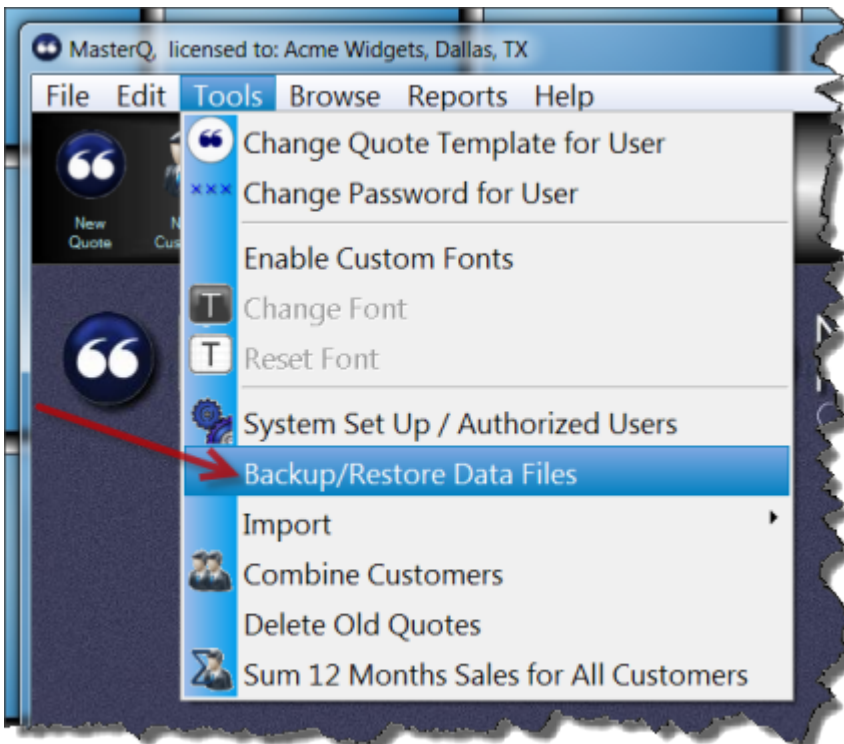 MasterQ, licensed to: Acme Widgets, Dallas, TX
File Edit Tools Browse Reports Help
New
Quote
Change Quote Template for User
××× Change Password for User
Enable Custom Fonts
T Change Font
T Reset Font
System Set Up / Authorized Users
Backup/Restore Data Files
Import
Combine Customers
Delete Old Quotes
Sum 12 Months Sales for All Customers